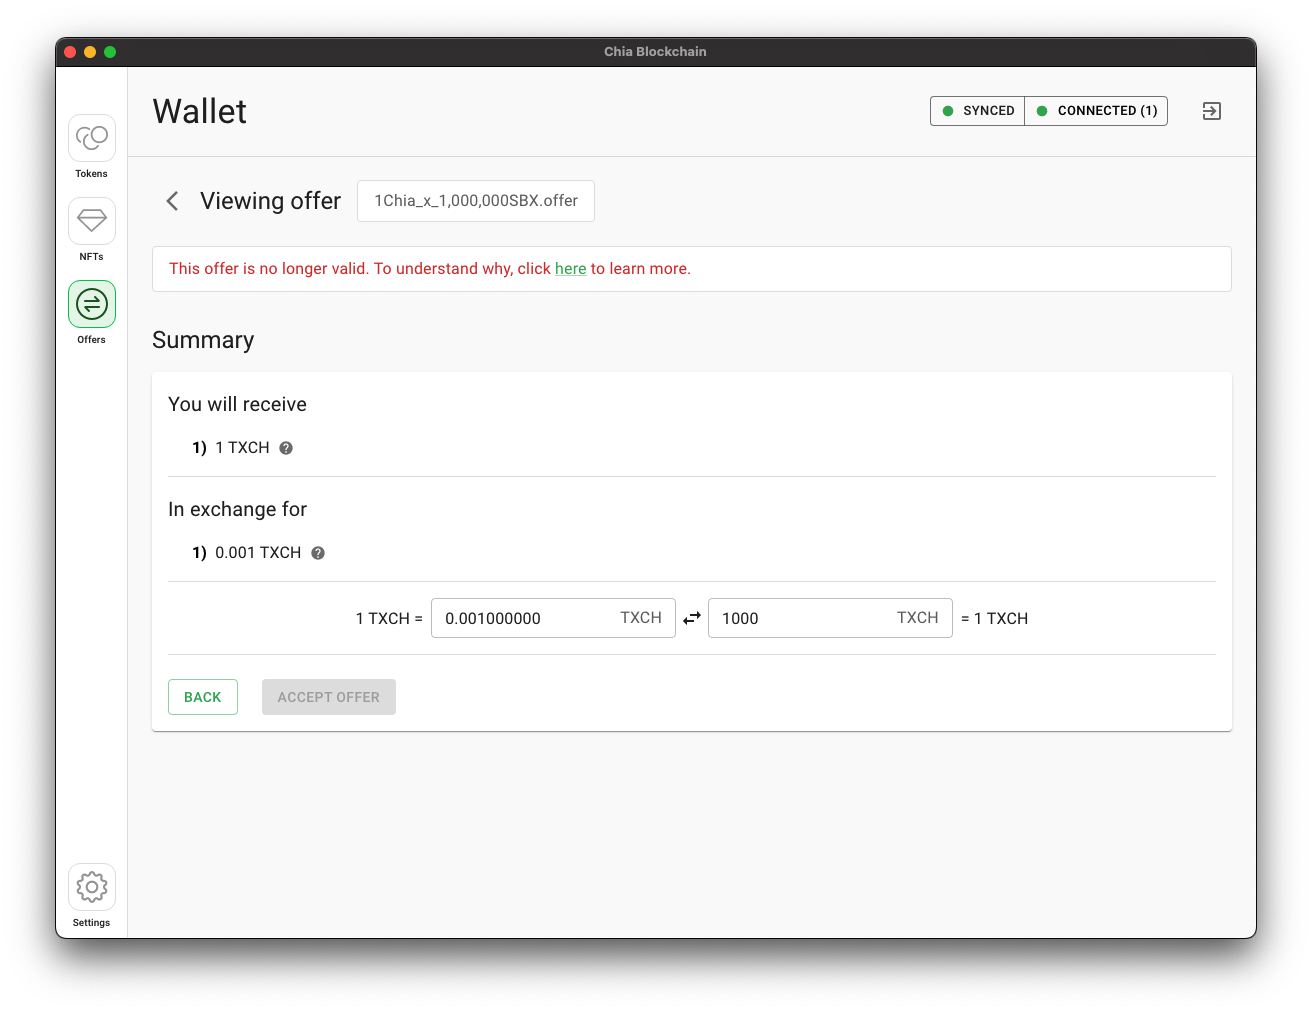 Chia Blockchain
Wallet
SYNCED CONNECTED (1)
Tokens
NFTs
Offers
Settings
Viewing offer 1Chia_x_1,000,000SBX.offer
This offer is no longer valid. To understand why, click here to learn more.
Summary
You will receive
1) 1 TXCH ?
In exchange for
1) 0.001 TXCH ?
1 TXCH = 0.001000000 TXCH 1000 TXCH = 1 TXCH
BACK ACCEPT OFFER